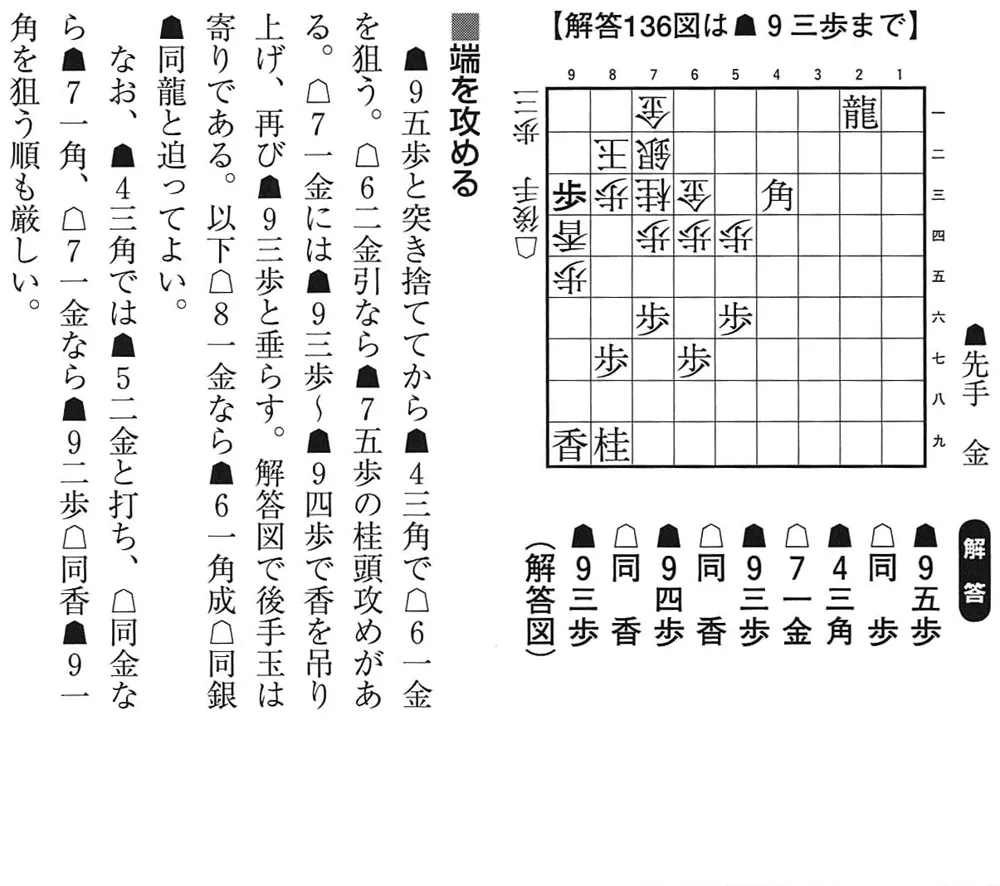 【解答136図は☗9三歩まで】
9 8 7 6 5 4 3 2 1
金 龍 一
王 銀 二
歩 歩 桂 金 角 三
香 歩 歩 歩 四
歩 五
歩 歩 六
歩 歩 七
八
香 桂 九
☗先手 金
☖後手 歩三
解答
☗9五歩
☖同歩
☗4三角
☖7一金
☗9三歩
☖同香
☗9四歩
☖同香
☗9三歩
(解答図)
■端を攻める
☗9五歩と突き捨ててから☗4三角で☖6一金
を狙う。☖6二金引なら☗7五歩の桂頭攻めがあ
る。☖7一金には☗9三歩～☗9四歩で香を吊り
上げ、再び☗9三歩と垂らす。解答図で後手玉は
寄りである。以下☖8一金なら☗6一角成☖同銀
☗同龍と迫ってよい。
なお、☗4三角では☗5二金と打ち、☖同金な
ら☗7一角、☖7一金なら☗9二歩☖同香☗9一
角を狙う順も厳しい。